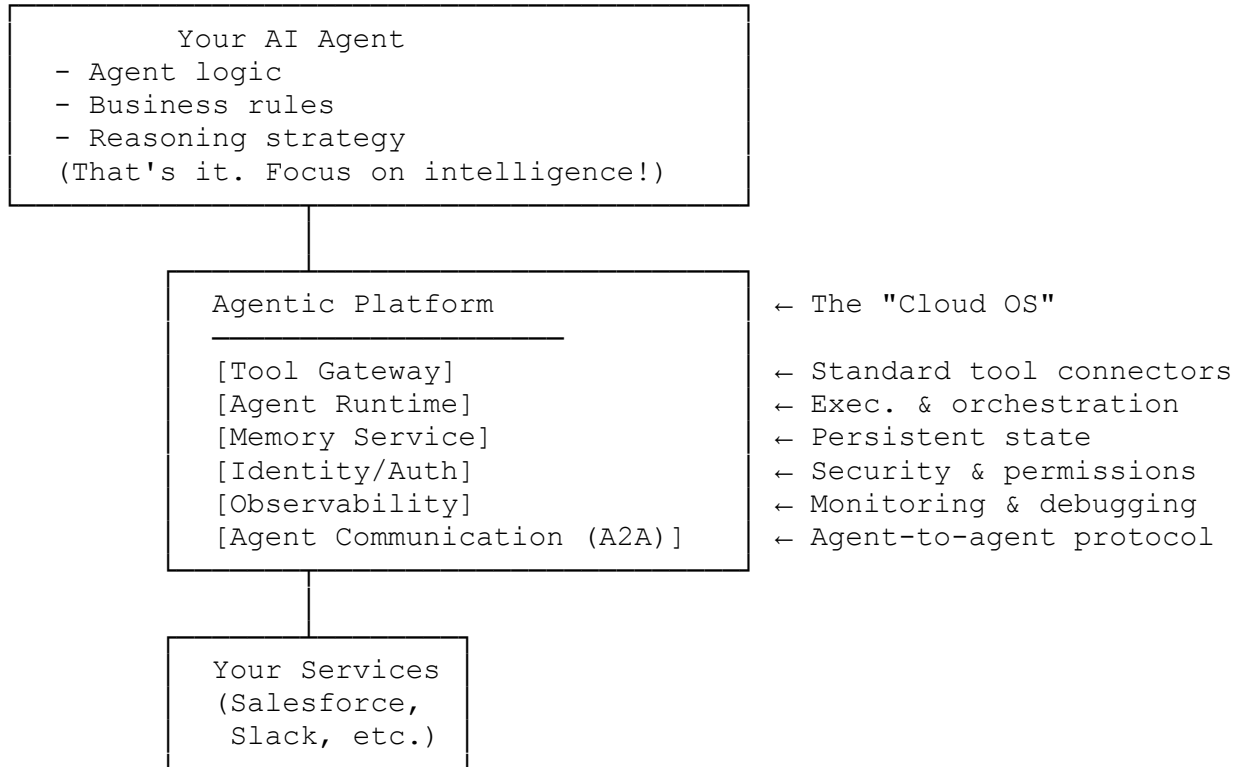 Your AI Agent
- Agent logic
- Business rules
- Reasoning strategy
(That's it. Focus on intelligence!)
Agentic Platform ← The "Cloud OS"
[Tool Gateway] ← Standard tool connectors
[Agent Runtime] ← Exec. & orchestration
[Memory Service] ← Persistent state
[Identity/Auth] ← Security & permissions
[Observability] ← Monitoring & debugging
[Agent Communication (A2A)] ← Agent-to-agent protocol
Your Services
(Salesforce,
Slack, etc.)